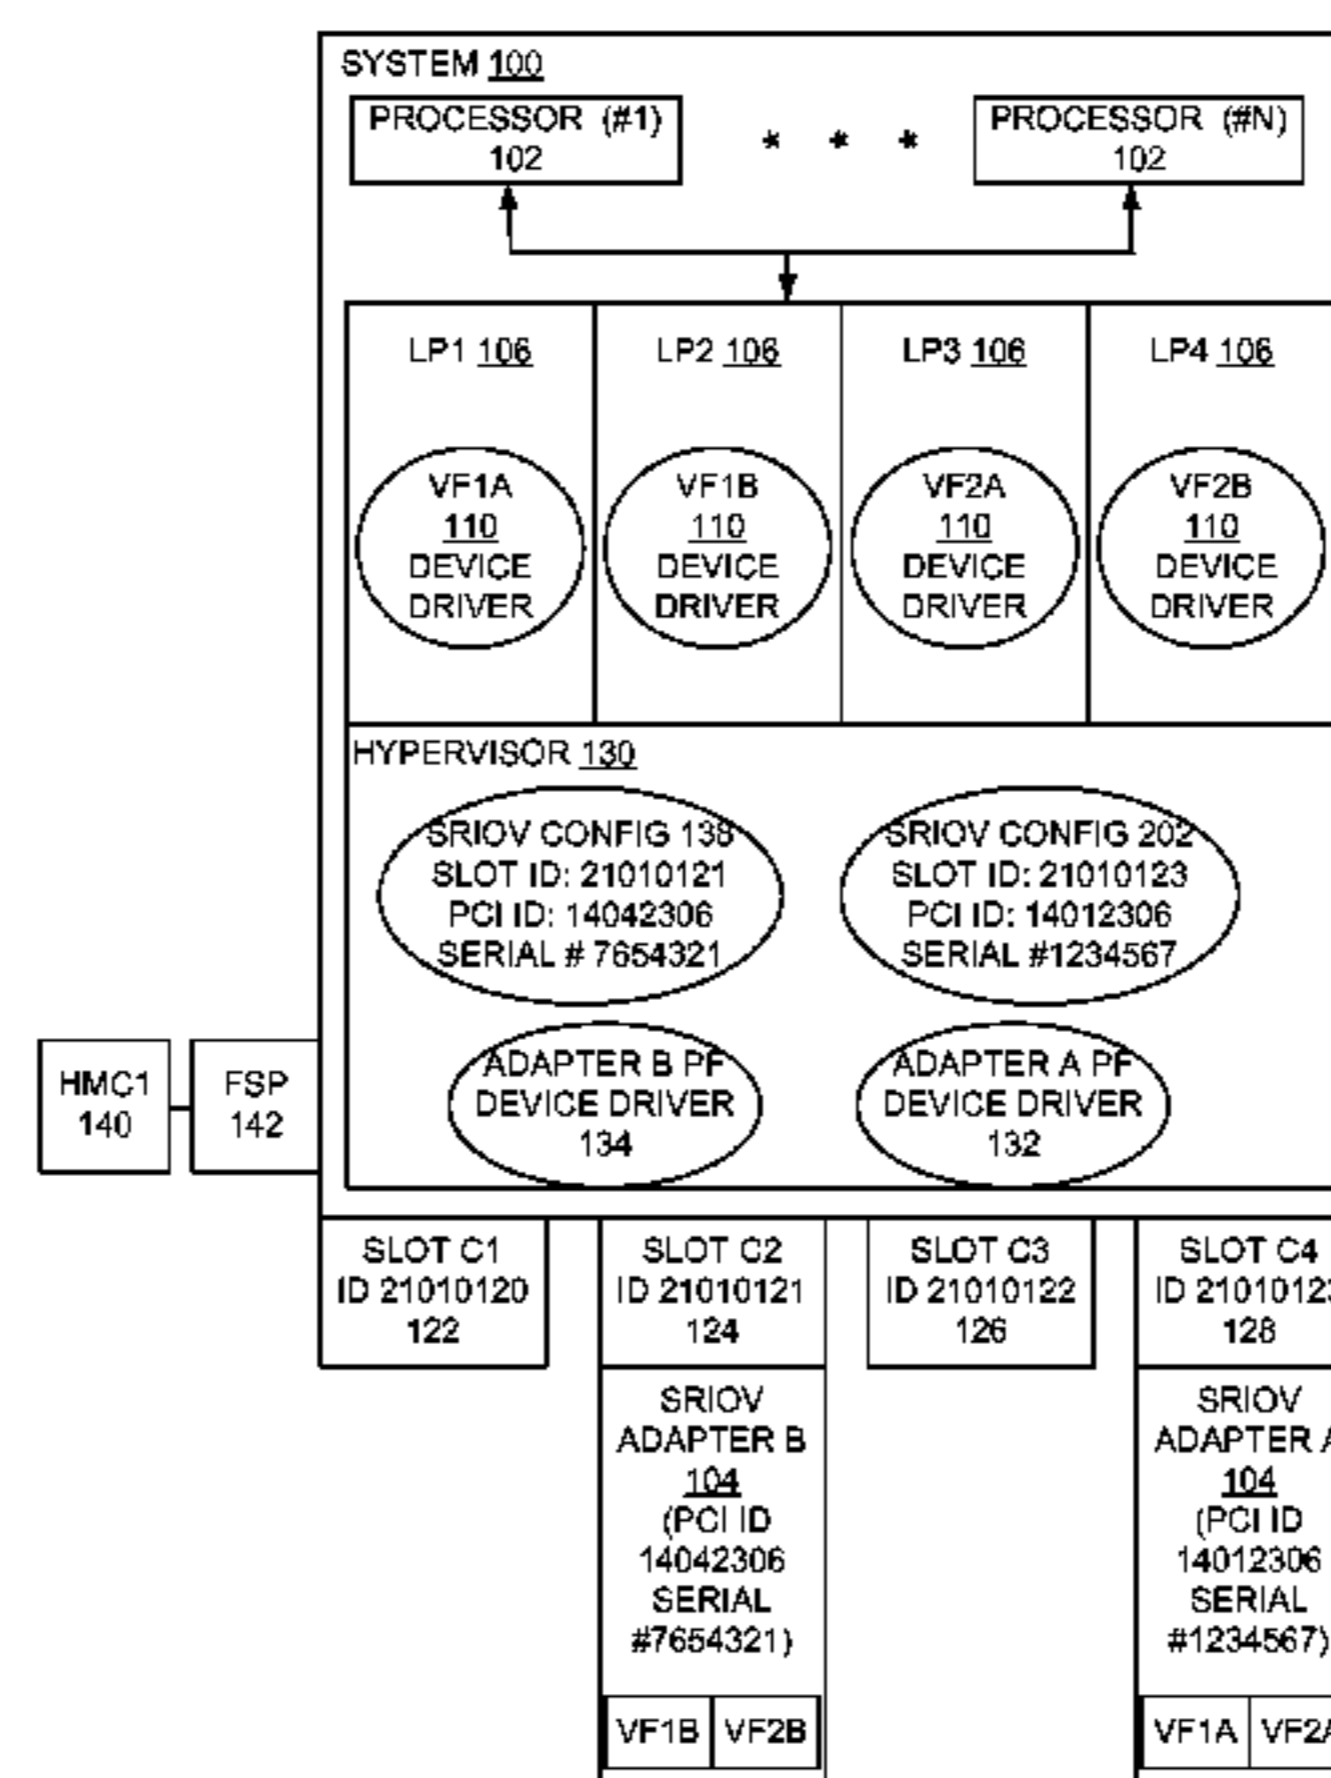 SYSTEM 100
PROCESSOR (#1)
102
* * *
PROCESSOR (#N)
102
LP1 106
LP2 106
LP3 106
LP4 106
VF1A
110
DEVICE
DRIVER
VF1B
110
DEVICE
DRIVER
VF2A
110
DEVICE
DRIVER
VF2B
110
DEVICE
DRIVER
HYPERVISOR 130
SRIOV CONFIG 138
SLOT ID: 21010121
PCI ID: 14042306
SERIAL # 7654321
SRIOV CONFIG 202
SLOT ID: 21010123
PCI ID: 14012306
SERIAL #1234567
ADAPTER B PF
DEVICE DRIVER
134
ADAPTER A PF
DEVICE DRIVER
132
HMC1
140
FSP
142
SLOT C1
ID 21010120
122
SLOT C2
ID 21010121
124
SLOT C3
ID 21010122
126
SLOT C4
ID 21010123
128
SRIOV
ADAPTER B
104
(PCI ID
14042306
SERIAL
#7654321)
SRIOV
ADAPTER A
104
(PCI ID
14012306
SERIAL
#1234567)
VF1B
VF2B
VF1A
VF2A